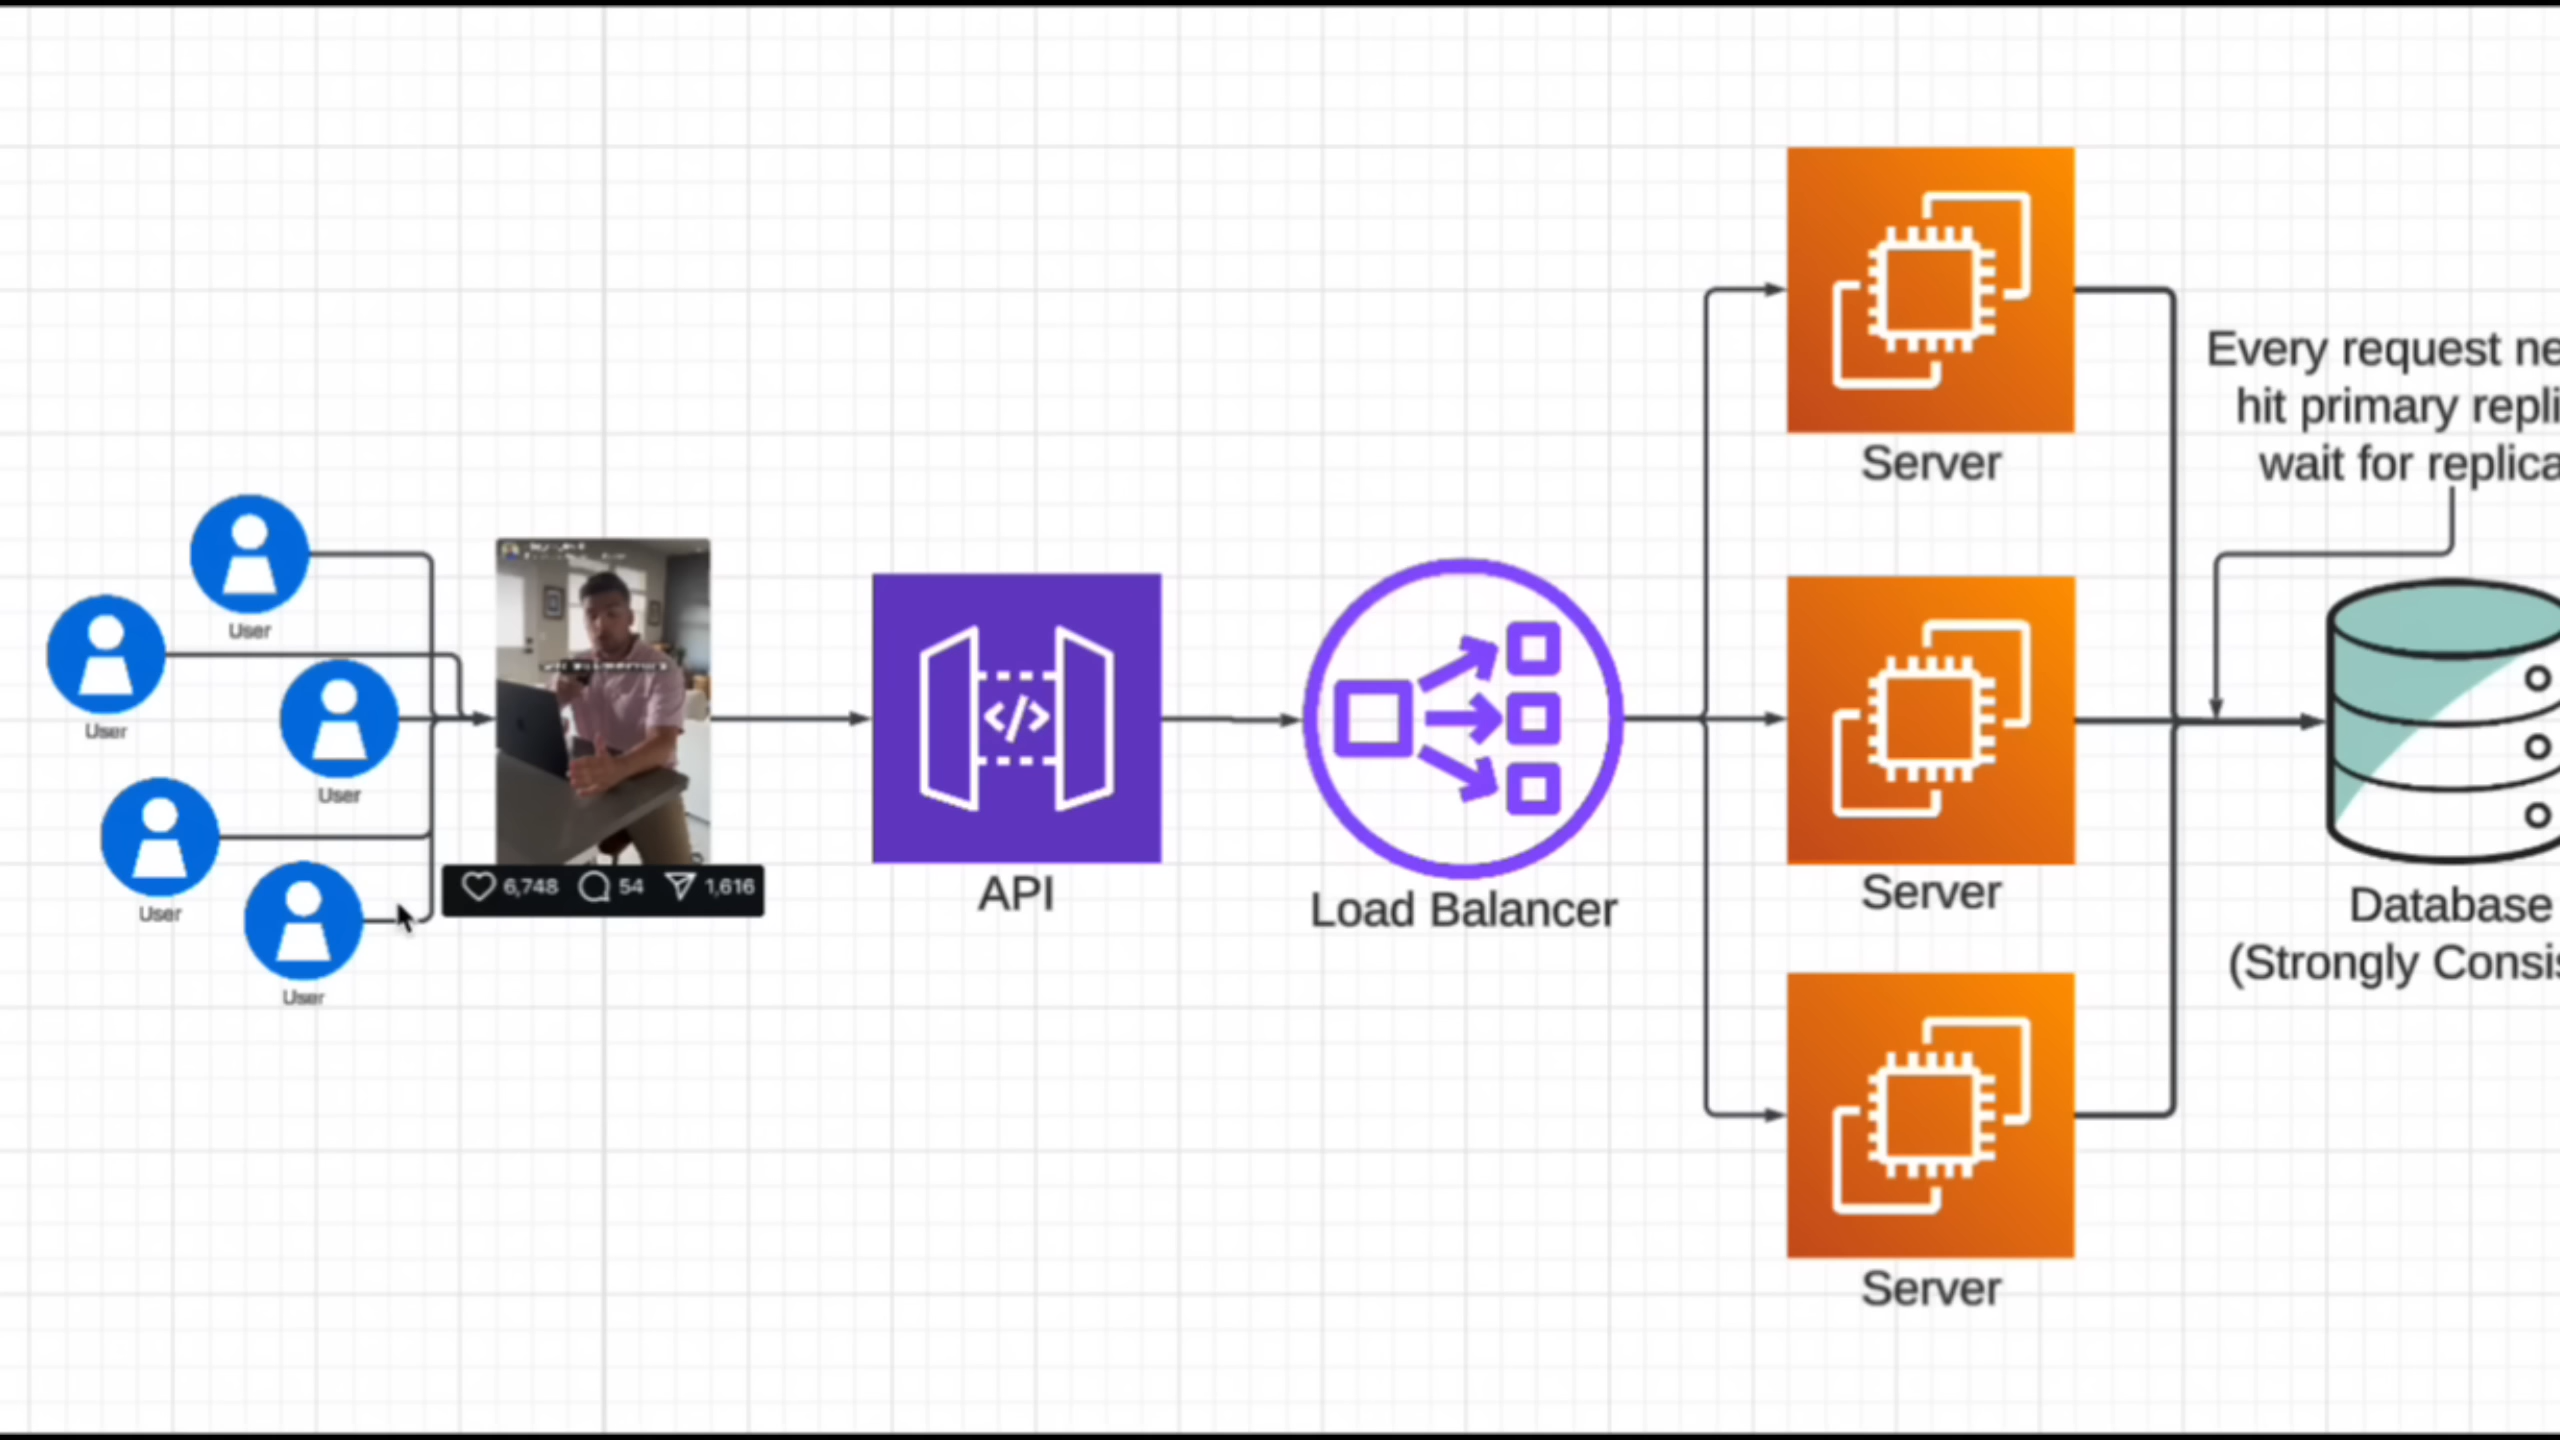 User
User
User
User
User
6,748 54 1,616
API
Load Balancer
Server
Server
Server
Every request ne
hit primary repli
wait for replica
Database
(Strongly Consis